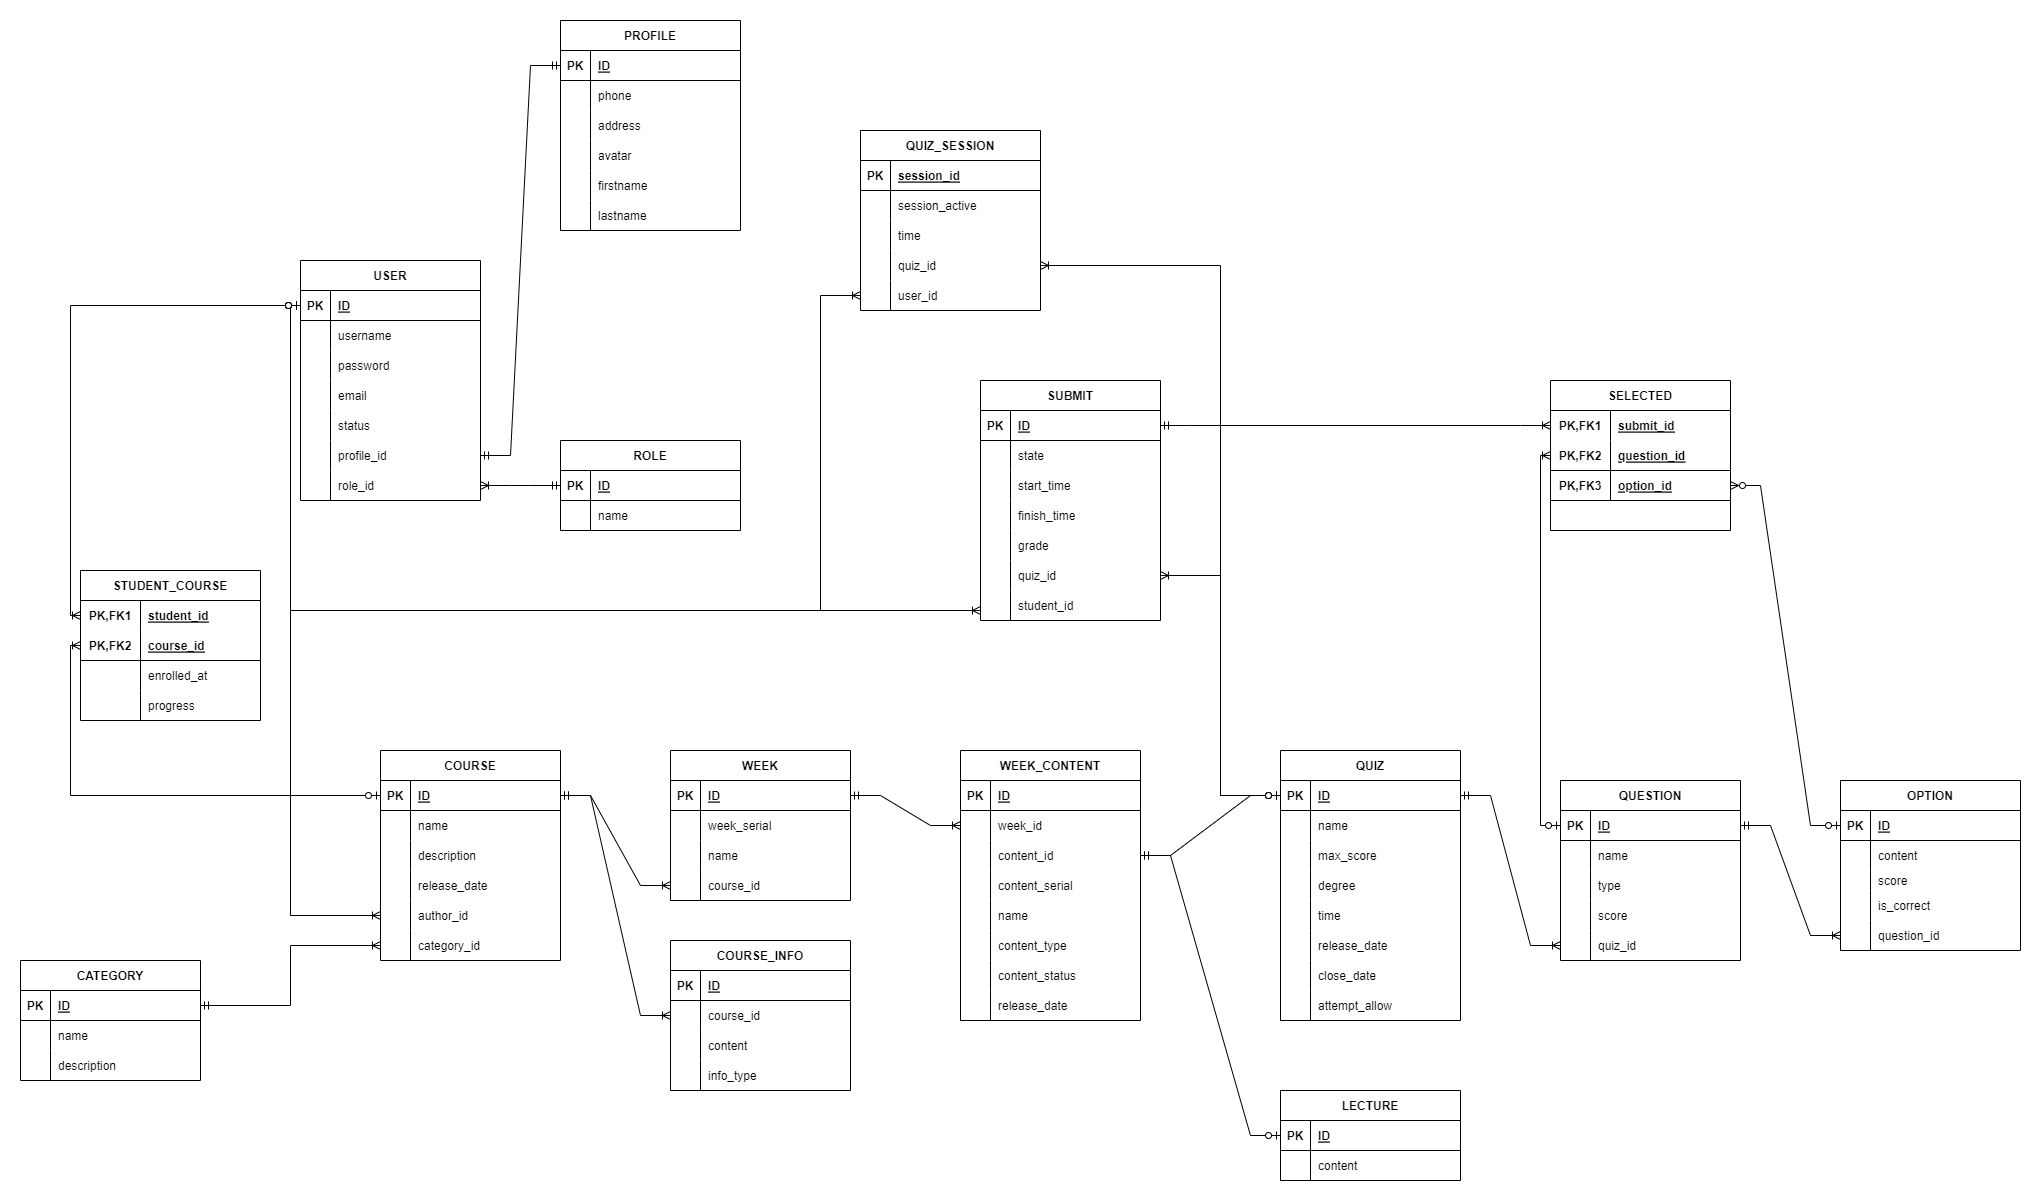 PROFILE
PK ID
phone
address
avatar
firstname
lastname
QUIZ_SESSION
PK session_id
session_active
time
quiz_id
user_id
USER
PK ID
username
password
email
status
profile_id
role_id
ROLE
PK ID
name
SUBMIT
PK ID
state
start_time
finish_time
grade
quiz_id
student_id
SELECTED
PK,FK1 submit_id
PK,FK2 question_id
PK,FK3 option_id
STUDENT_COURSE
PK,FK1 student_id
PK,FK2 course_id
enrolled_at
progress
COURSE
PK ID
name
description
release_date
author_id
category_id
WEEK
PK ID
week_serial
name
course_id
WEEK_CONTENT
PK ID
week_id
content_id
content_serial
name
content_type
content_status
release_date
QUIZ
PK ID
name
max_score
degree
time
release_date
close_date
attempt_allow
QUESTION
PK ID
name
type
score
quiz_id
OPTION
PK ID
content
score
is_correct
question_id
COURSE_INFO
PK ID
course_id
content
info_type
CATEGORY
PK ID
name
description
LECTURE
PK ID
content